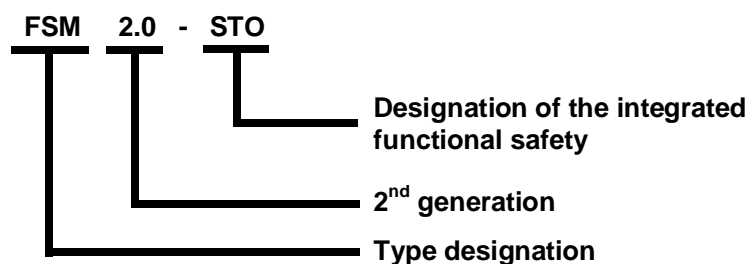 FSM 2.0 - STO
Designation of the integrated
functional safety
2nd generation
Type designation